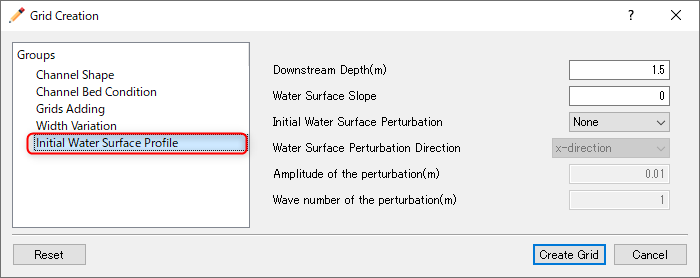 Grid Creation
? ×
Groups
Channel Shape
Channel Bed Condition
Grids Adding
Width Variation
Initial Water Surface Profile
Downstream Depth(m) 1.5
Water Surface Slope 0
Initial Water Surface Perturbation None
Water Surface Perturbation Direction x-direction
Amplitude of the perturbation(m) 0.01
Wave number of the perturbation(m) 1
Reset Create Grid Cancel